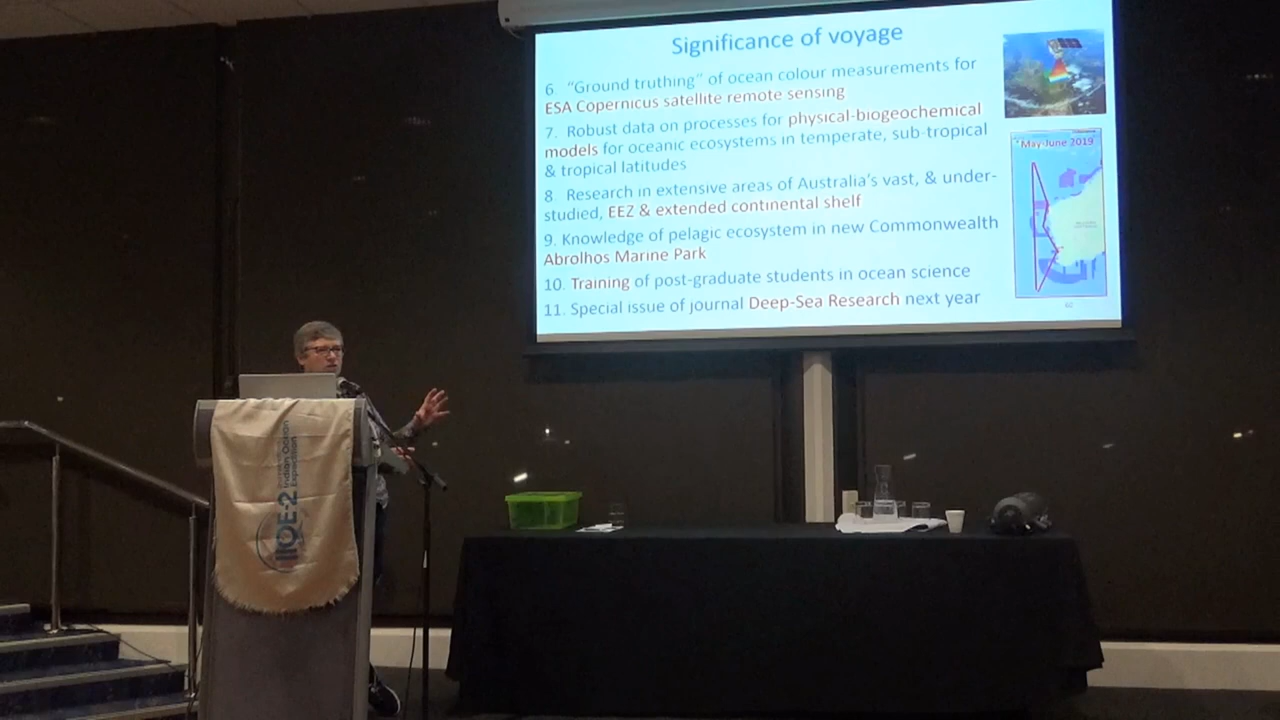 Significance of voyage
6. “Ground truthing” of ocean colour measurements for
ESA Copernicus satellite remote sensing
7. Robust data on processes for physical-biogeochemical
models for oceanic ecosystems in temperate, sub-tropical
& tropical latitudes
8 Research in extensive areas of Australia's vast, & under-
studied, EEZ & extended continental shelf
9. Knowledge of pelagic ecosystem in new Commonwealth
Abrolhos Marine Park
10. Training of post-graduate students in ocean science
11. Special issue of journal Deep-Sea Research next year
May-June 2019
IIOE-2
Indian Ocean
Expedition